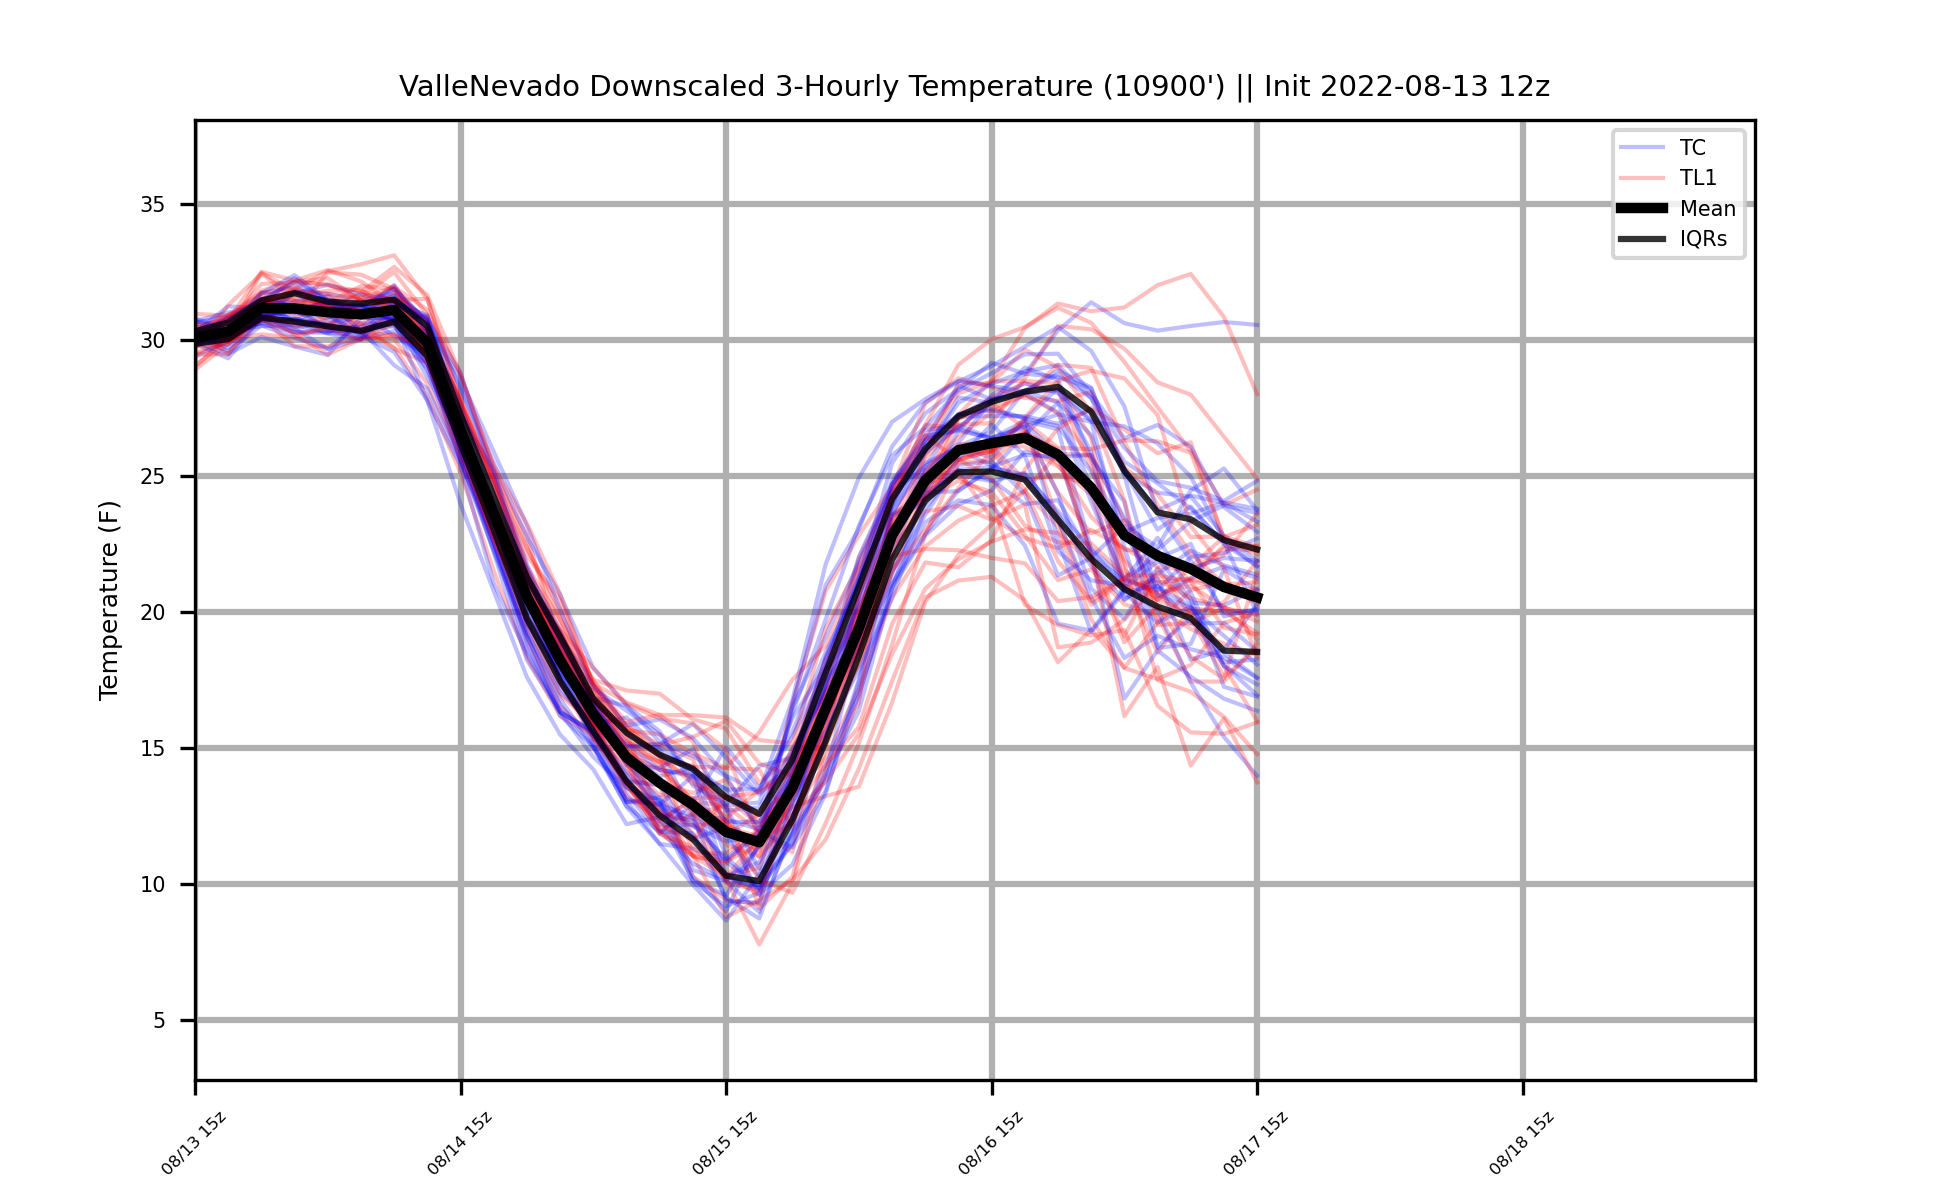 ValleNevado Downscaled 3-Hourly Temperature (10900') || Init 2022-08-13 12z
TC
TL1
Mean
IQRs
Temperature (F)
35
30
25
20
15
10
5
08/13 15z
08/14 15z
08/15 15z
08/16 15z
08/17 15z
08/18 15z